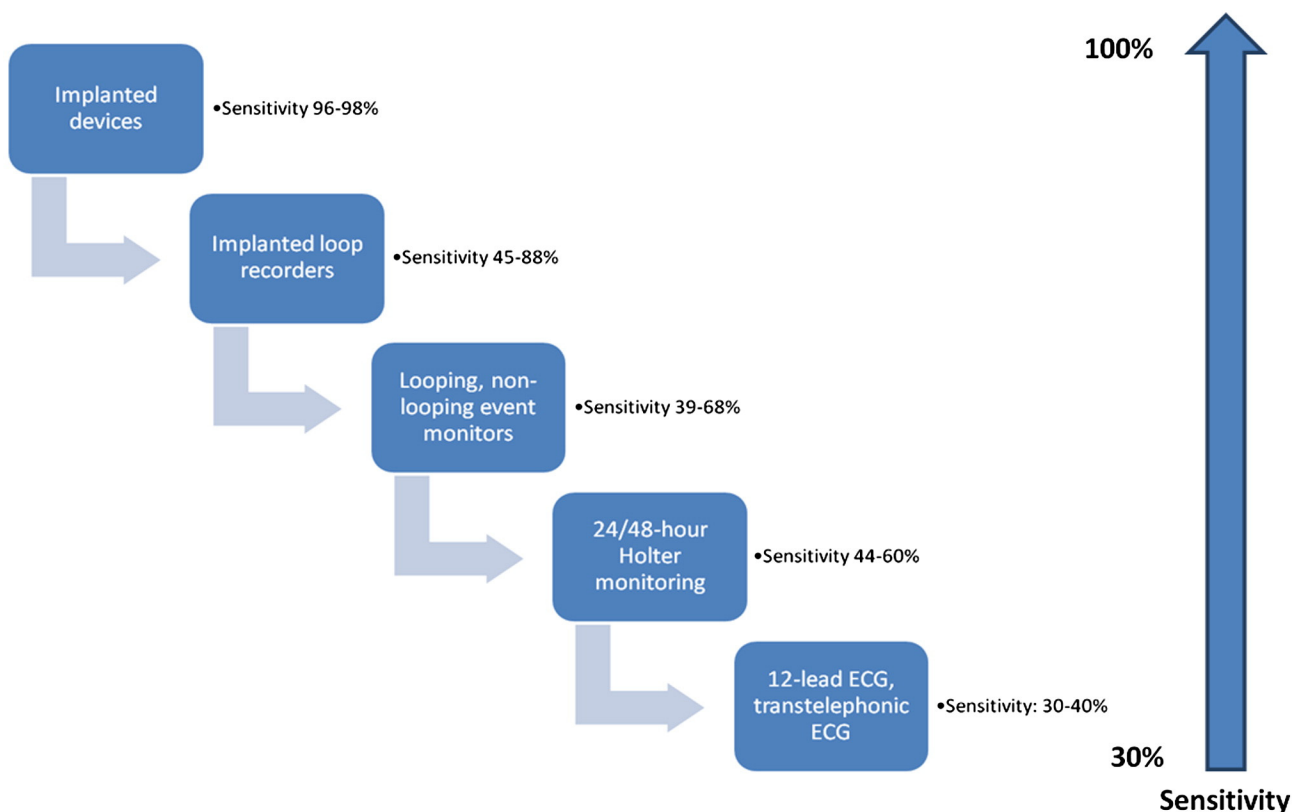 100%
Implanted
devices
•Sensitivity 96-98%
Implanted loop
recorders
•Sensitivity 45-88%
Looping, non-
looping event
monitors
•Sensitivity 39-68%
24/48-hour
Holter
monitoring
•Sensitivity 44-60%
12-lead ECG,
transtelephonic
ECG
•Sensitivity: 30-40%
30%
Sensitivity